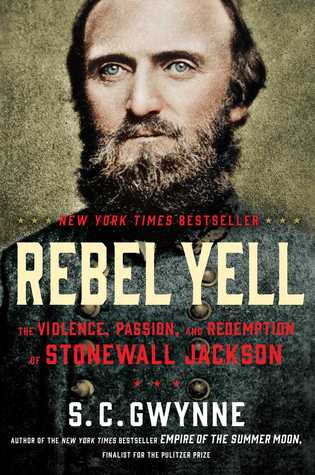 NEW YORK TIMES BESTSELLER
REBEL YELL
THE VIOLENCE, PASSION, AND REDEMPTION
OF STONEWALL JACKSON
S. C. GWYNNE
AUTHOR OF THE NEW YORK TIMES BESTSELLER EMPIRE OF THE SUMMER MOON,
FINALIST FOR THE PULITZER PRIZE